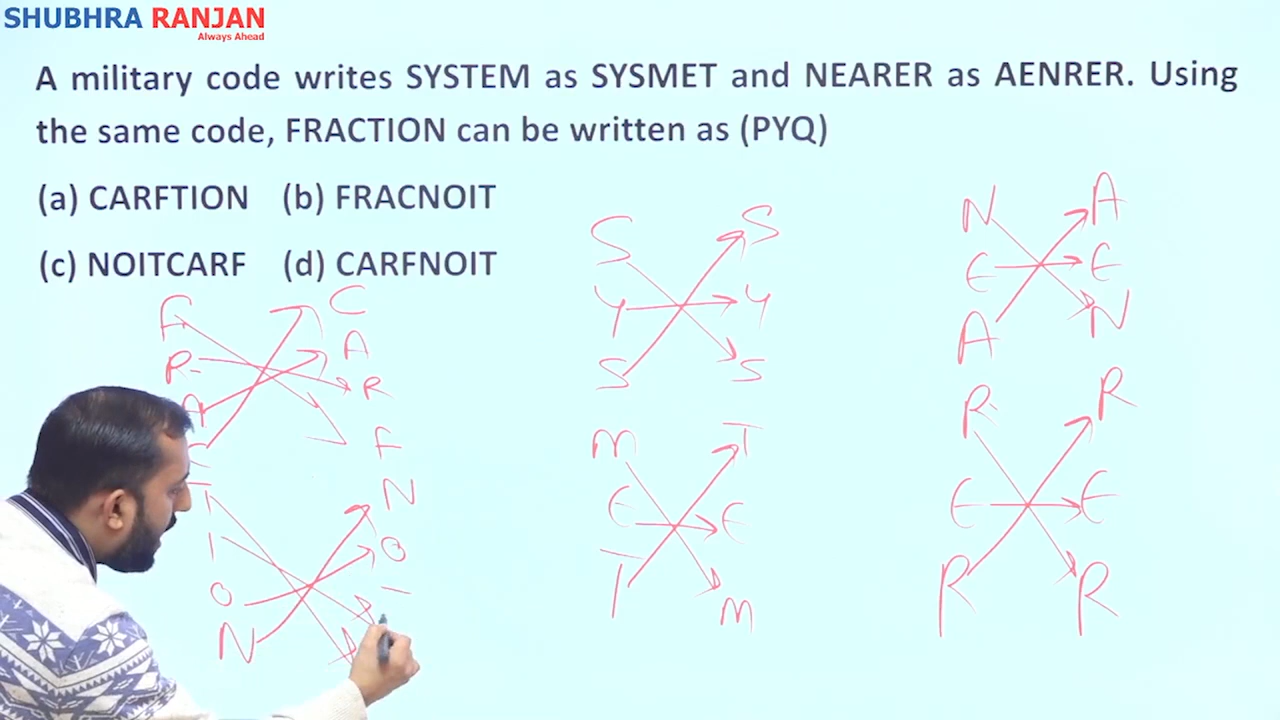 SHUBHRA RANJAN
Always Ahead
A military code writes SYSTEM as SYSMET and NEARER as AENRER. Using
the same code, FRACTION can be written as (PYQ)
(a) CARFTION (b) FRACNOIT
(c) NOITCARF (d) CARFNOIT
F C
R A
A R
F
T N
I O
O I
N
S S
Y Y
S S
M T
E E
T M
N A
E E
A N
R R
E E
R R